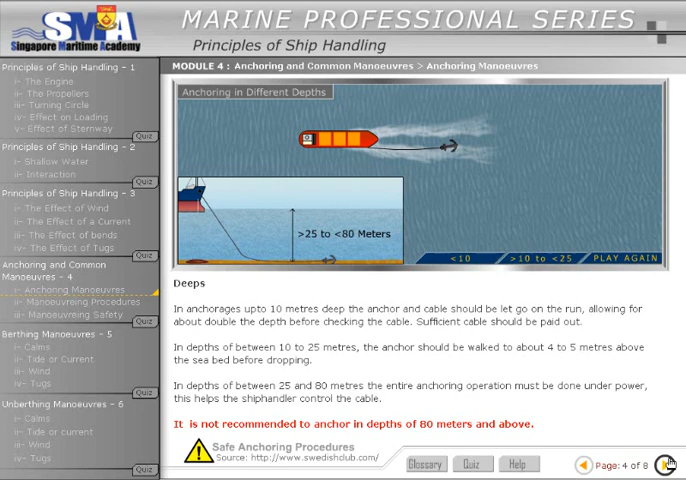 SMA
Singapore Maritime Academy
MARINE PROFESSIONAL SERIES
Principles of Ship Handling
Principles of Ship Handling - 1
i- The Engine
ii- The Propellers
iii- Turning Circle
iv- Effect on Loading
v- Effect of Sternway
Quiz
Principles of Ship Handling - 2
i- Shallow Water
ii- Interaction
Quiz
Principles of Ship Handling - 3
i- The Effect of Wind
ii- The Effect of a Current
iii- The Effect of bends
iv- The Effect of Tugs
Quiz
Anchoring and Common
Manoeuvres - 4
i- Anchoring Manoeuvres
ii- Manouvreing Procedures
iii- Manoeuvring Safety
Quiz
Berthing Manoeuvres - 5
i- Calms
ii- Tide or Current
iii- Wind
iv- Tugs
Quiz
Unberthing Manoeuvres - 6
i- Calms
ii- Tide or current
iii- Wind
iv- Tugs
Quiz
MODULE 4 : Anchoring and Common Manoeuvres > Anchoring Manoeuvres
Anchoring in Different Depths
>25 to <80 Meters
<10
>10 to <25
PLAY AGAIN
Deeps
In anchorages upto 10 metres deep the anchor and cable should be let go on the run, allowing for
about double the depth before checking the cable. Sufficient cable should be paid out.
In depths of between 10 to 25 metres, the anchor should be walked to about 4 to 5 metres above
the sea bed before dropping.
In depths of between 25 and 80 metres the entire anchoring operation must be done under power,
this helps the shiphandler control the cable.
It is not recommended to anchor in depths of 80 meters and above.
Safe Anchoring Procedures
Source: http://www.swedishclub.com/
Glossary
Quiz
Help
Page: 4 of 8